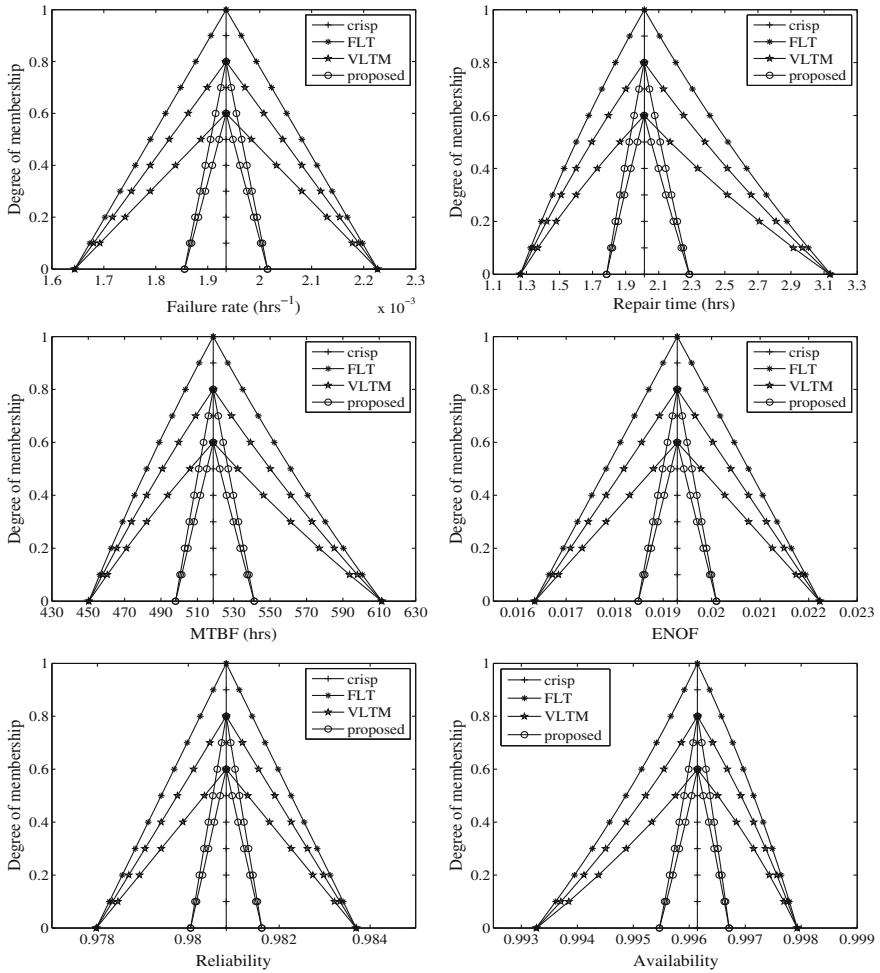 crisp
FLT
VLTM
proposed
Degree of membership
1
0.8
0.6
0.4
0.2
0
1.6 1.7 1.8 1.9 2 2.1 2.2 2.3
x 10⁻³
Failure rate (hrs⁻¹)
crisp
FLT
VLTM
proposed
Degree of membership
1
0.8
0.6
0.4
0.2
0
1.1 1.3 1.5 1.7 1.9 2.1 2.3 2.5 2.7 2.9 3.1 3.3
Repair time (hrs)
crisp
FLT
VLTM
proposed
Degree of membership
1
0.8
0.6
0.4
0.2
0
430 450 470 490 510 530 550 570 590 610 630
MTBF (hrs)
crisp
FLT
VLTM
proposed
Degree of membership
1
0.8
0.6
0.4
0.2
0
0.016 0.017 0.018 0.019 0.02 0.021 0.022 0.023
ENOF
crisp
FLT
VLTM
proposed
Degree of membership
1
0.8
0.6
0.4
0.2
0
0.978 0.98 0.982 0.984
Reliability
crisp
FLT
VLTM
proposed
Degree of membership
1
0.8
0.6
0.4
0.2
0
0.993 0.994 0.995 0.996 0.997 0.998 0.999
Availability